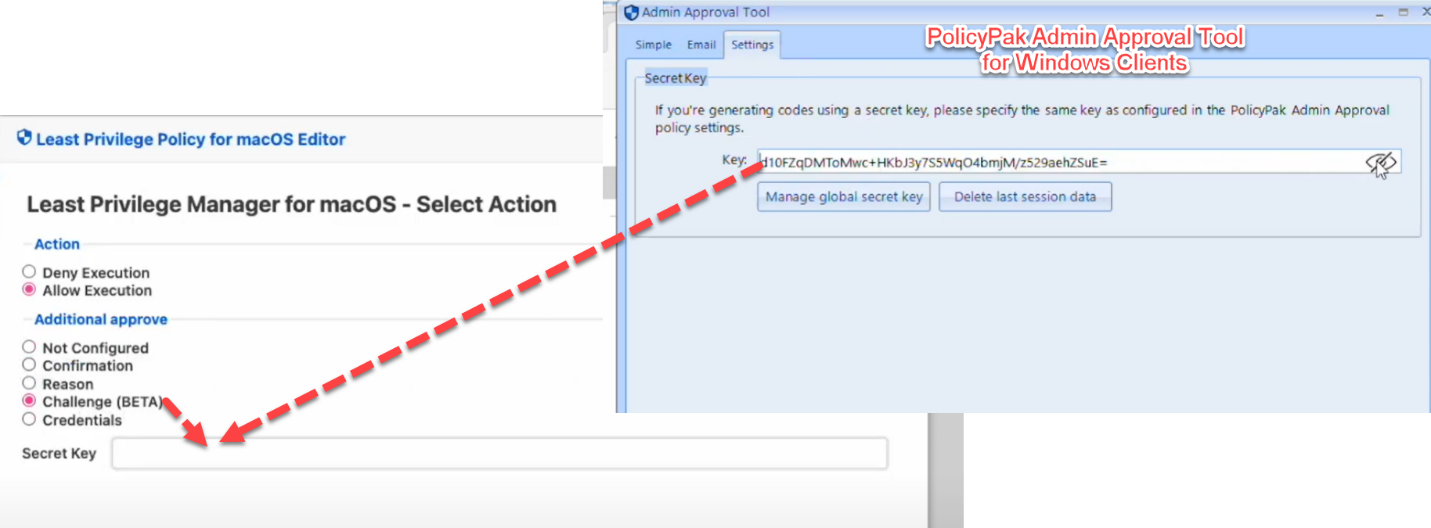 Admin Approval Tool
Simple Email Settings
PolicyPak Admin Approval Tool
for Windows Clients
Secret Key
If you're generating codes using a secret key, please specify the same key as configured in the PolicyPak Admin Approval
policy settings.
Key: d10FZqDMToMwc+HKbJ3y7S5WqO4bmjM/z529aehZSuE=
Manage global secret key Delete last session data
Least Privilege Policy for macOS Editor
Least Privilege Manager for macOS - Select Action
Action
Deny Execution
Allow Execution
Additional approve
Not Configured
Confirmation
Reason
Challenge (BETA)
Credentials
Secret Key